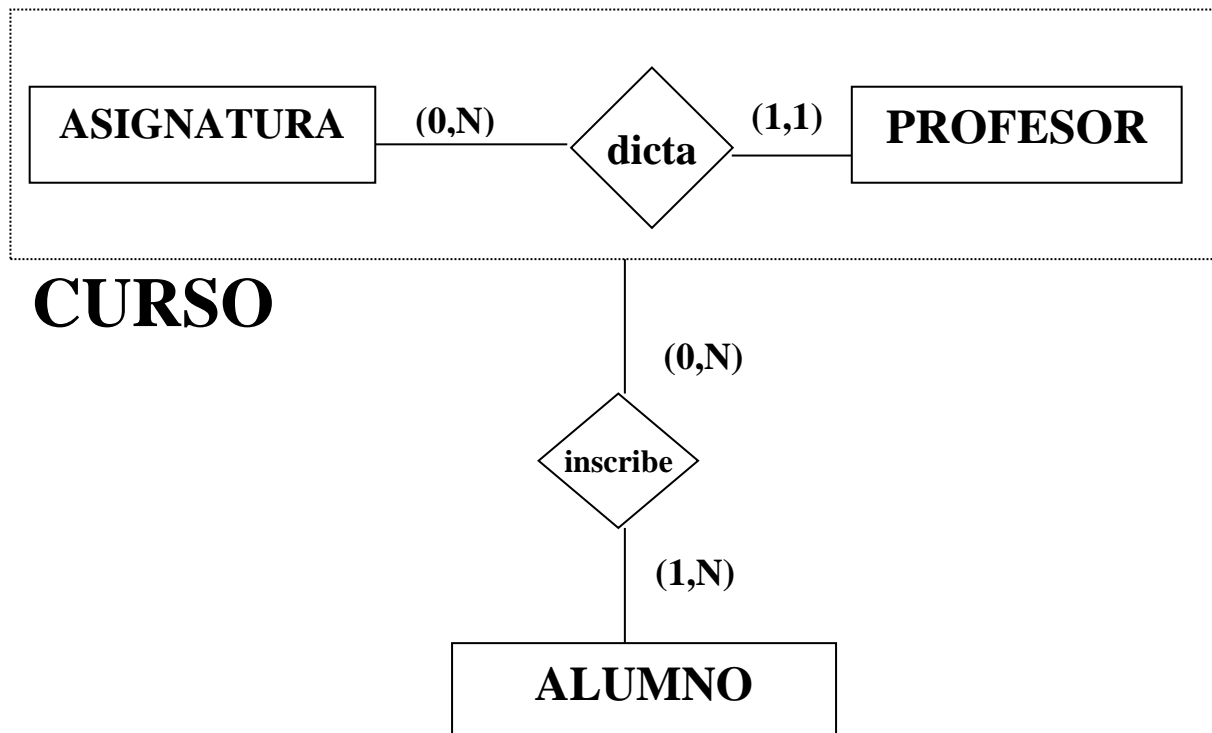 ASIGNATURA
(0,N)
dicta
(1,1)
PROFESOR
CURSO
(0,N)
inscribe
(1,N)
ALUMNO